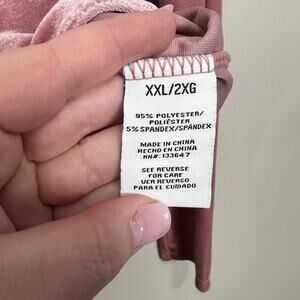 XXL/2XG
95% POLYESTER/
POLIÉSTER
5% SPANDEX/SPÁNDEX
MADE IN CHINA
HECHO EN CHINA
RN#: 133647
SEE REVERSE
FOR CARE
VER REVERSO
PARA EL CUIDADO